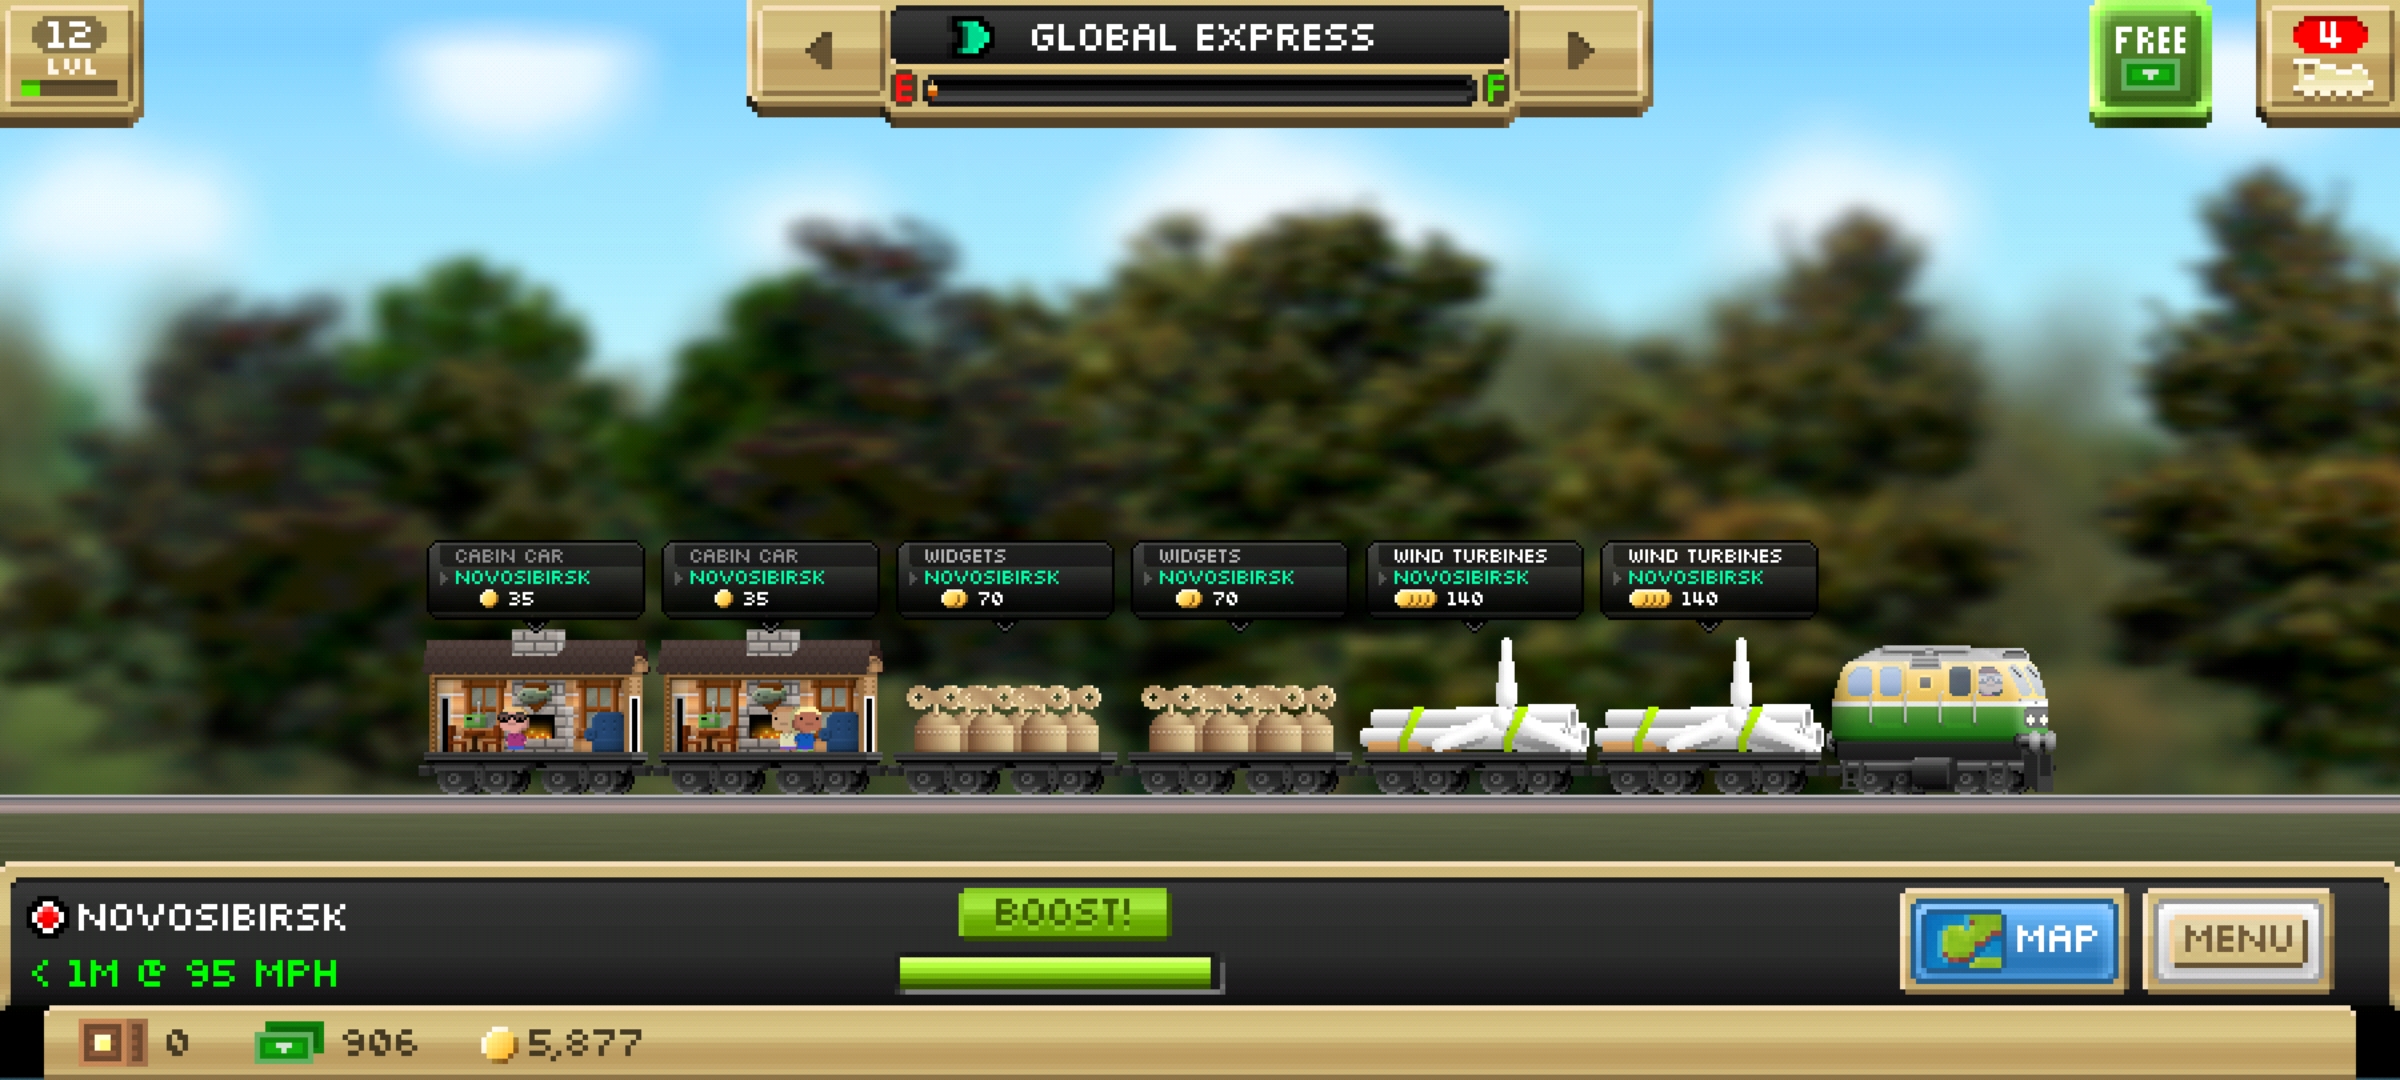 12
LVL
GLOBAL EXPRESS
E F
FREE
4
CABIN CAR
NOVOSIBIRSK
35
CABIN CAR
NOVOSIBIRSK
35
WIDGETS
NOVOSIBIRSK
70
WIDGETS
NOVOSIBIRSK
70
WIND TURBINES
NOVOSIBIRSK
140
WIND TURBINES
NOVOSIBIRSK
140
NOVOSIBIRSK
< 1M @ 95 MPH
BOOST!
MAP
MENU
0 906 5,877